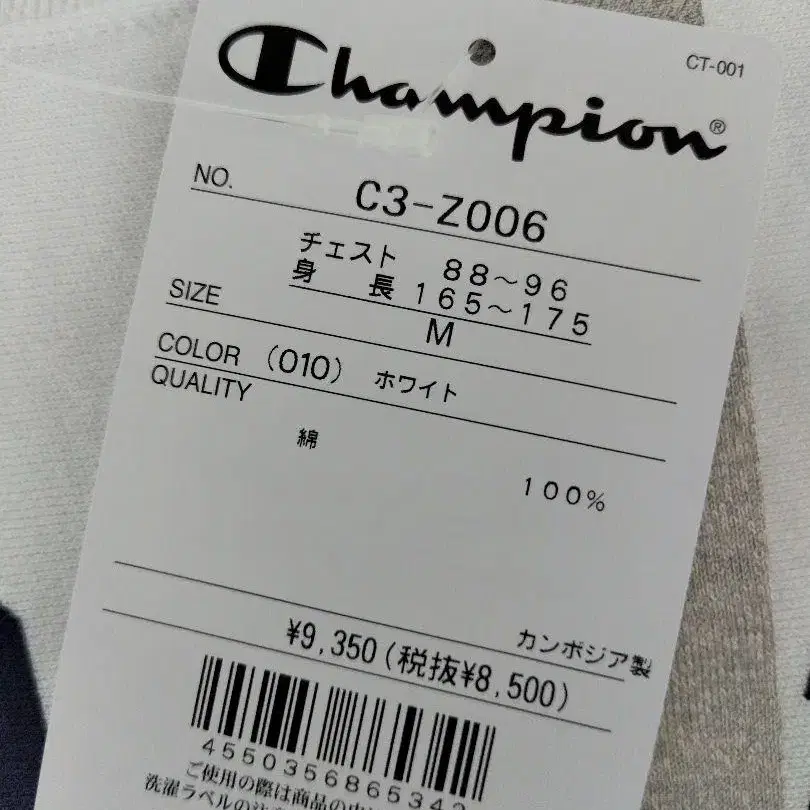 CT-001
Champion®
NO. C3-Z006
チェスト 88～96
身長 165～175
SIZE M
COLOR (010) ホワイト
QUALITY
綿 100%
カンボジア製
¥9,350(税抜¥8,500)
455035686534
ご使用の際は商品の
洗濯ラベルの注